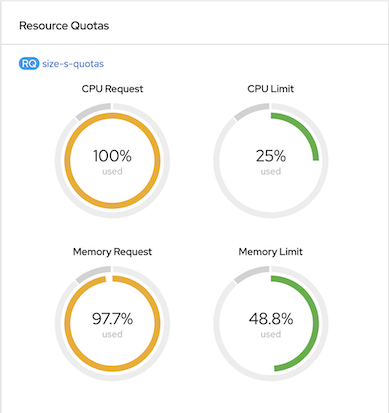 Resource Quotas
RQ size-s-quotas
CPU Request
CPU Limit
100%
used
25%
used
Memory Request
Memory Limit
97.7%
used
48.8%
used